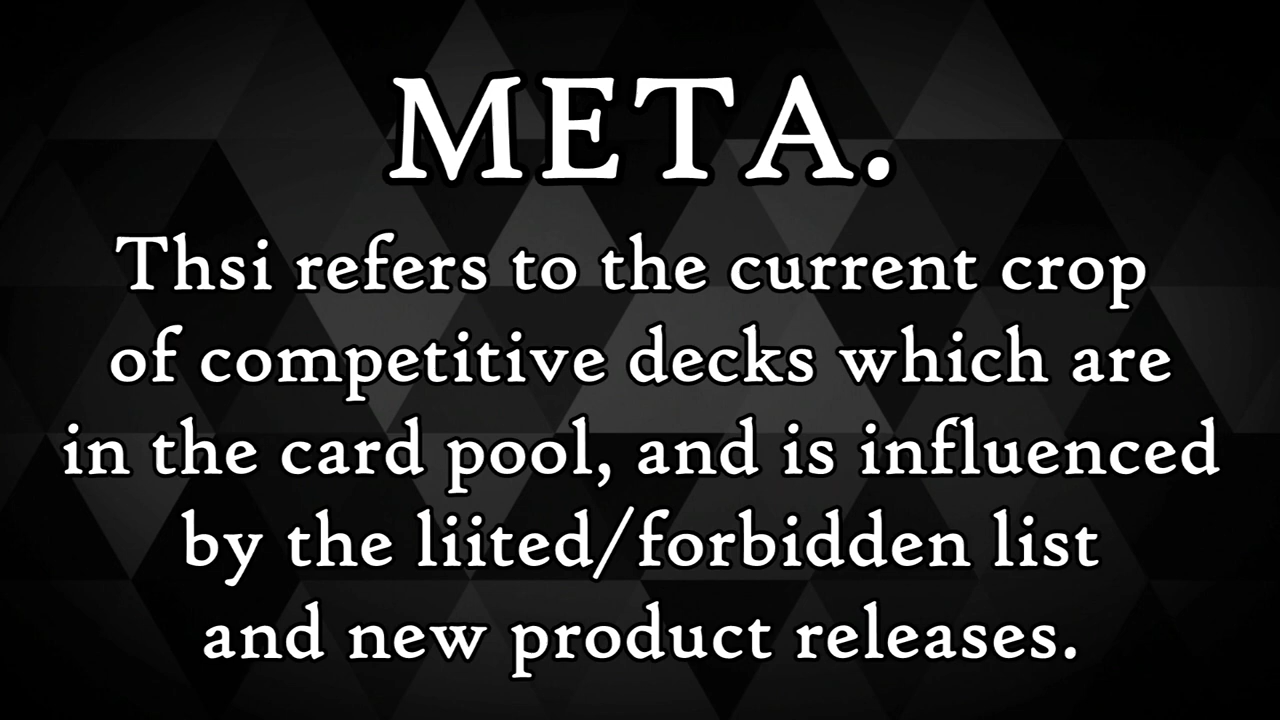 META.
Thsi refers to the current crop
of competitive decks which are
in the card pool, and is influenced
by the liited/forbidden list
and new product releases.